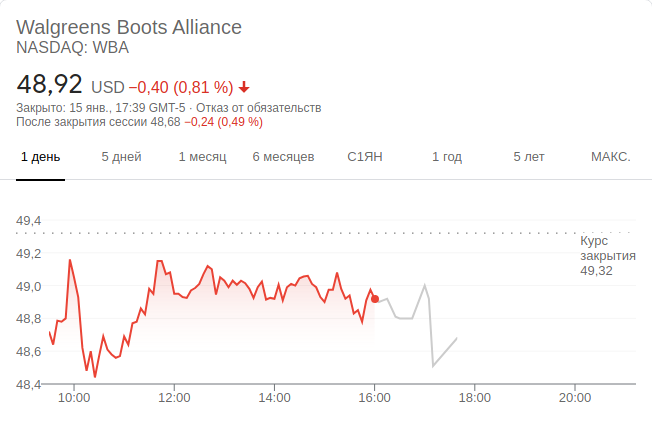 Walgreens Boots Alliance
NASDAQ: WBA
48,92 USD −0,40 (0,81 %)
Закрыто: 15 янв., 17:39 GMT-5 · Отказ от обязательств
После закрытия сессии 48,68 −0,24 (0,49 %)
1 день 5 дней 1 месяц 6 месяцев С1ЯН 1 год 5 лет МАКС.
49,4
Курс
закрытия
49,32
49,2
49,0
48,8
48,6
48,4
10:00 12:00 14:00 16:00 18:00 20:00